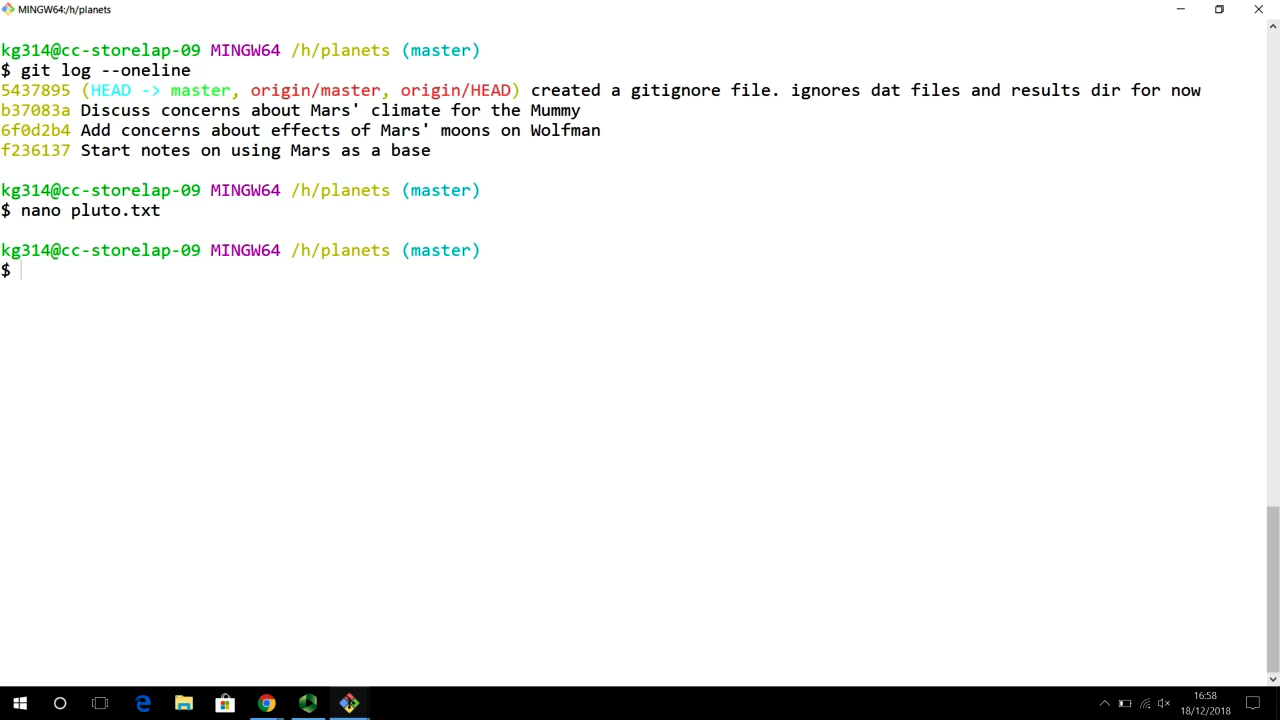 MINGW64:/h/planets
kg314@cc-storelap-09 MINGW64 /h/planets (master)
$ git log --oneline
5437895 (HEAD -> master, origin/master, origin/HEAD) created a gitignore file. ignores dat files and results dir for now
b37083a Discuss concerns about Mars' climate for the Mummy
6f0d2b4 Add concerns about effects of Mars' moons on Wolfman
f236137 Start notes on using Mars as a base
kg314@cc-storelap-09 MINGW64 /h/planets (master)
$ nano pluto.txt
kg314@cc-storelap-09 MINGW64 /h/planets (master)
$
16:58
18/12/2018